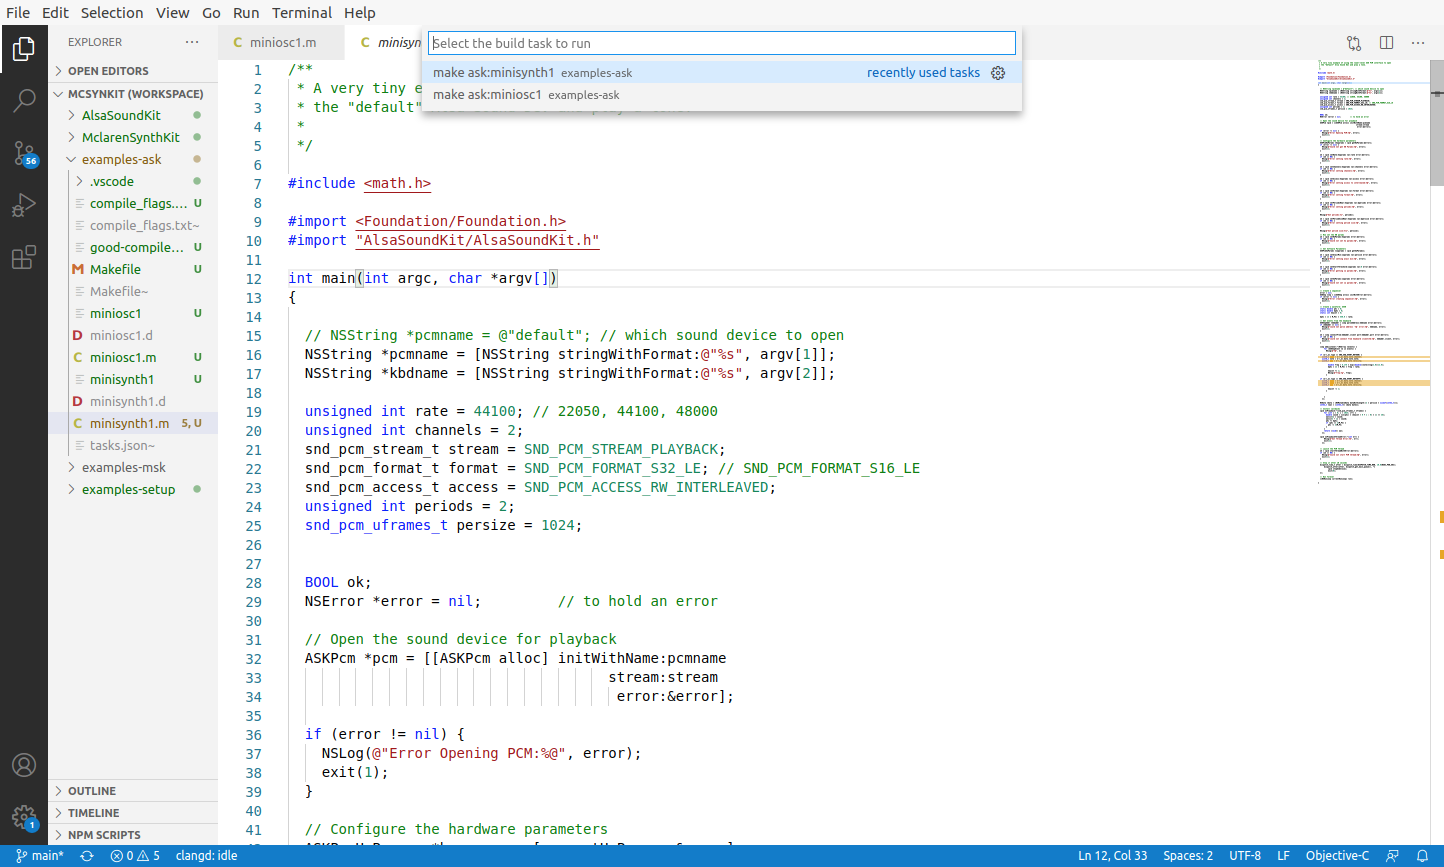 File Edit Selection View Go Run Terminal Help
EXPLORER
OPEN EDITORS
MCSYNKIT (WORKSPACE)
AlsaSoundKit
MclarenSynthKit
examples-ask
.vscode
compile_flags.... U
compile_flags.txt~
good-compile... U
M Makefile U
Makefile~
miniosc1 U
D miniosc1.d
C miniosc1.m U
minisynth1 U
D minisynth1.d
C minisynth1.m 5, U
tasks.json~
examples-msk
examples-setup
OUTLINE
TIMELINE
NPM SCRIPTS
56
1
C miniosc1.m
C minisyn
Select the build task to run
make ask:minisynth1 examples-ask recently used tasks
make ask:miniosc1 examples-ask
1 /**
2 * A very tiny e
3 * the "default"
4 *
5 */
6
7 #include <math.h>
8
9 #import <Foundation/Foundation.h>
10 #import "AlsaSoundKit/AlsaSoundKit.h"
11
12 int main(int argc, char *argv[])
13 {
14
15 // NSString *pcmname = @"default"; // which sound device to open
16 NSString *pcmname = [NSString stringWithFormat:@"%s", argv[1]];
17 NSString *kbdname = [NSString stringWithFormat:@"%s", argv[2]];
18
19 unsigned int rate = 44100; // 22050, 44100, 48000
20 unsigned int channels = 2;
21 snd_pcm_stream_t stream = SND_PCM_STREAM_PLAYBACK;
22 snd_pcm_format_t format = SND_PCM_FORMAT_S32_LE; // SND_PCM_FORMAT_S16_LE
23 snd_pcm_access_t access = SND_PCM_ACCESS_RW_INTERLEAVED;
24 unsigned int periods = 2;
25 snd_pcm_uframes_t persize = 1024;
26
27
28 BOOL ok;
29 NSError *error = nil; // to hold an error
30
31 // Open the sound device for playback
32 ASKPcm *pcm = [[ASKPcm alloc] initWithName:pcmname
33 stream:stream
34 error:&error];
35
36 if (error != nil) {
37 NSLog(@"Error Opening PCM:%@", error);
38 exit(1);
39 }
40
41 // Configure the hardware parameters
main* 0 5 clangd: idle Ln 12, Col 33 Spaces: 2 UTF-8 LF Objective-C